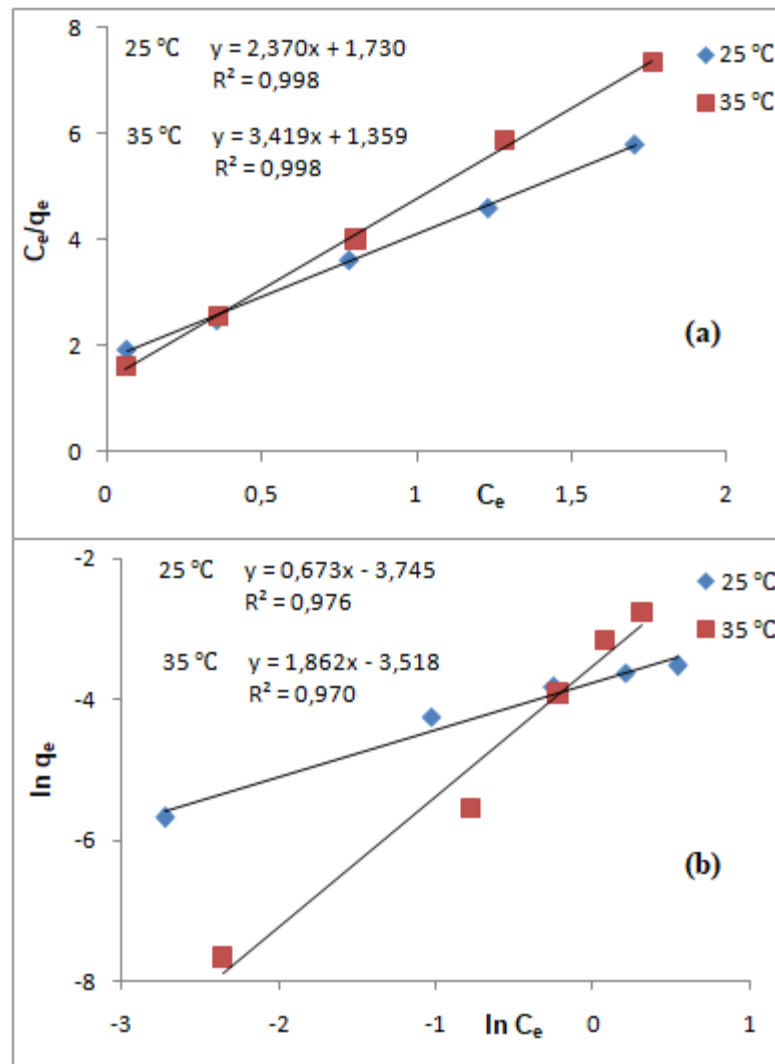 8
6
4
2
0
Cₑ/qₑ
25 °C y = 2,370x + 1,730
R² = 0,998
35 °C y = 3,419x + 1,359
R² = 0,998
25 °C
35 °C
(a)
0 0,5 1 1,5 2
Cₑ
-2
-4
-6
-8
ln qₑ
25 °C y = 0,673x - 3,745
R² = 0,976
35 °C y = 1,862x - 3,518
R² = 0,970
25 °C
35 °C
(b)
-3 -2 -1 0 1
ln Cₑ